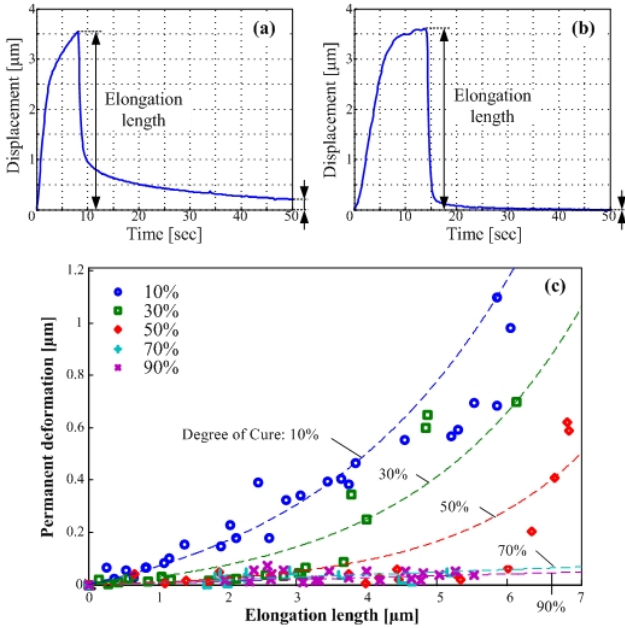 (a)
Displacement [μm]
4
3
2
1
0
Elongation
length
0 10 20 30 40 50
Time [sec]
(b)
Displacement [μm]
4
3
2
1
0
Elongation
length
0 10 20 30 40 50
Time [sec]
(c)
Permanent deformation [μm]
1.2
1
0.8
0.6
0.4
0.2
0
10%
30%
50%
70%
90%
Degree of Cure: 10%
30%
50%
70%
90%
0 1 2 3 4 5 6 7
Elongation length [μm]